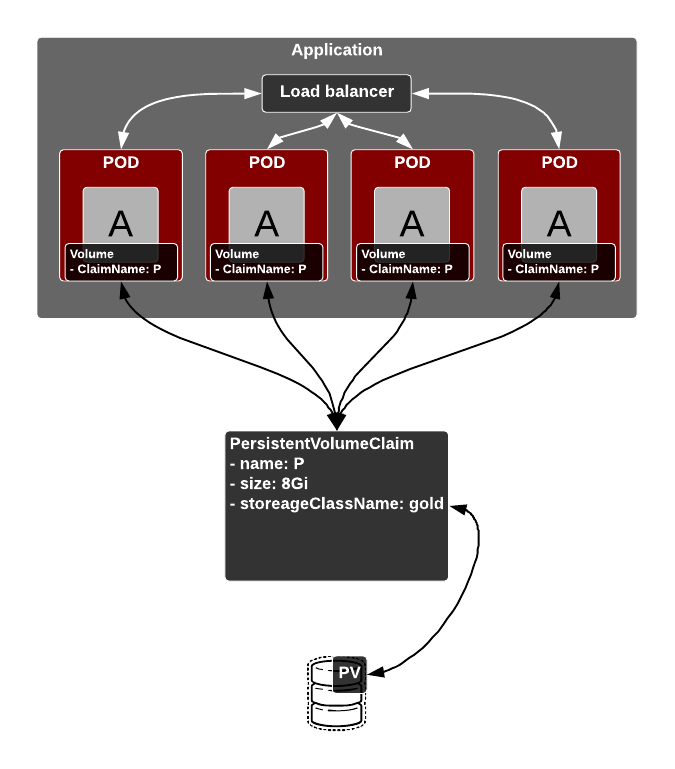 Application
Load balancer
POD
POD
POD
POD
A
A
A
A
Volume
- ClaimName: P
Volume
- ClaimName: P
Volume
- ClaimName: P
Volume
- ClaimName: P
PersistentVolumeClaim
- name: P
- size: 8Gi
- storeageClassName: gold
PV